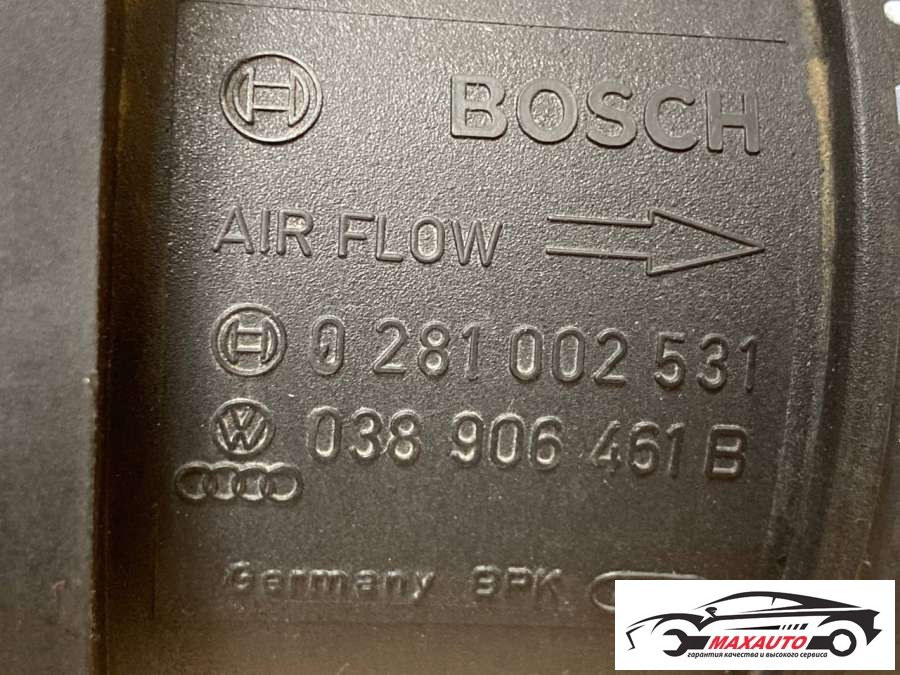 BOSCH
AIR FLOW
0 281 002 531
038 906 461 B
Germany BPK
MAXAUTO
гарантия качества и высокого сервиса